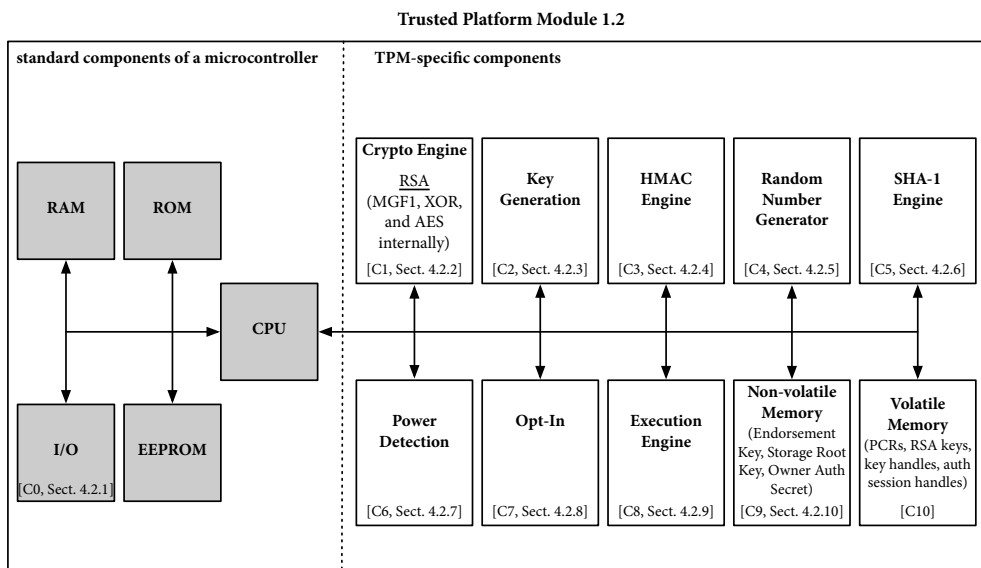 Trusted Platform Module 1.2
standard components of a microcontroller
TPM-specific components
RAM
ROM
CPU
I/O
[C0, Sect. 4.2.1]
EEPROM
Crypto Engine
RSA
(MGF1, XOR,
and AES
internally)
[C1, Sect. 4.2.2]
Key
Generation
[C2, Sect. 4.2.3]
HMAC
Engine
[C3, Sect. 4.2.4]
Random
Number
Generator
[C4, Sect. 4.2.5]
SHA-1
Engine
[C5, Sect. 4.2.6]
Power
Detection
[C6, Sect. 4.2.7]
Opt-In
[C7, Sect. 4.2.8]
Execution
Engine
[C8, Sect. 4.2.9]
Non-volatile
Memory
(Endorsement
Key, Storage Root
Key, Owner Auth
Secret)
[C9, Sect. 4.2.10]
Volatile
Memory
(PCRs, RSA keys,
key handles, auth
session handles)
[C10]